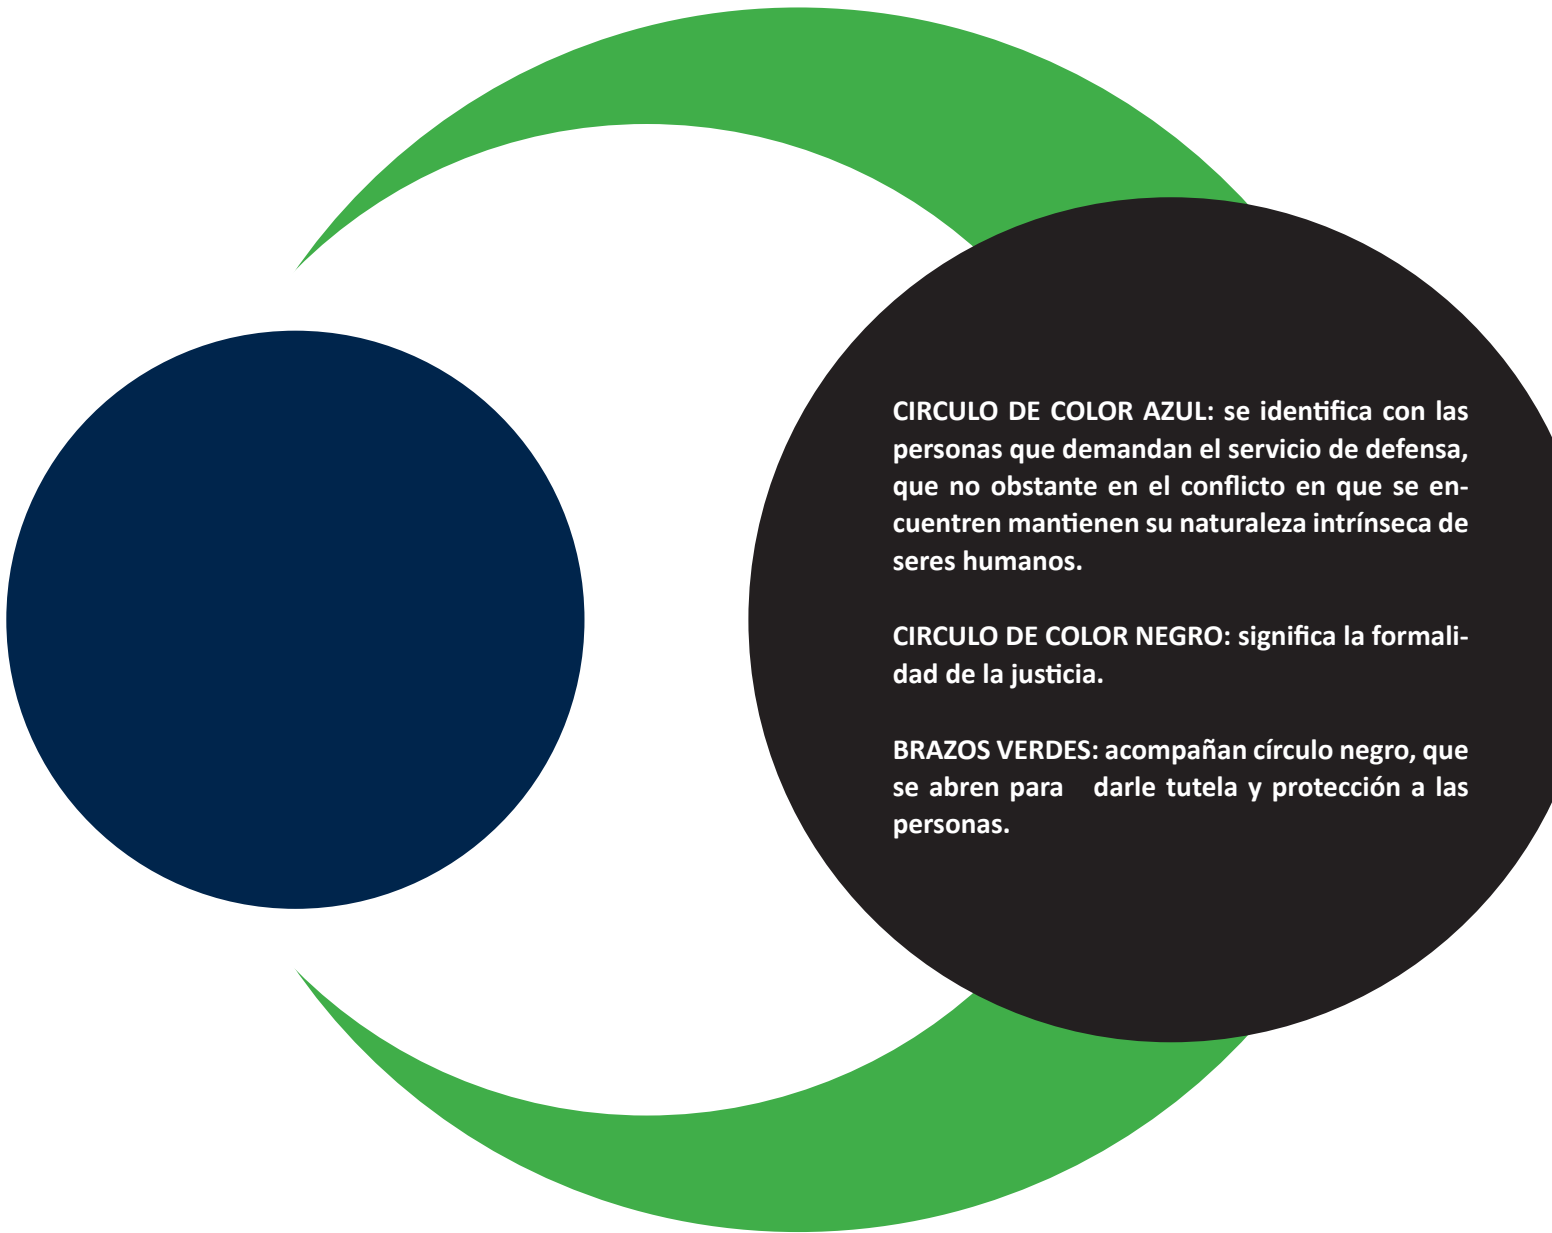 CIRCULO DE COLOR AZUL: se identifica con las
personas que demandan el servicio de defensa,
que no obstante en el conflicto en que se en-
cuentren mantienen su naturaleza intrínseca de
seres humanos.
CIRCULO DE COLOR NEGRO: significa la formali-
dad de la justicia.
BRAZOS VERDES: acompañan círculo negro, que
se abren para   darle tutela y protección a las
personas.